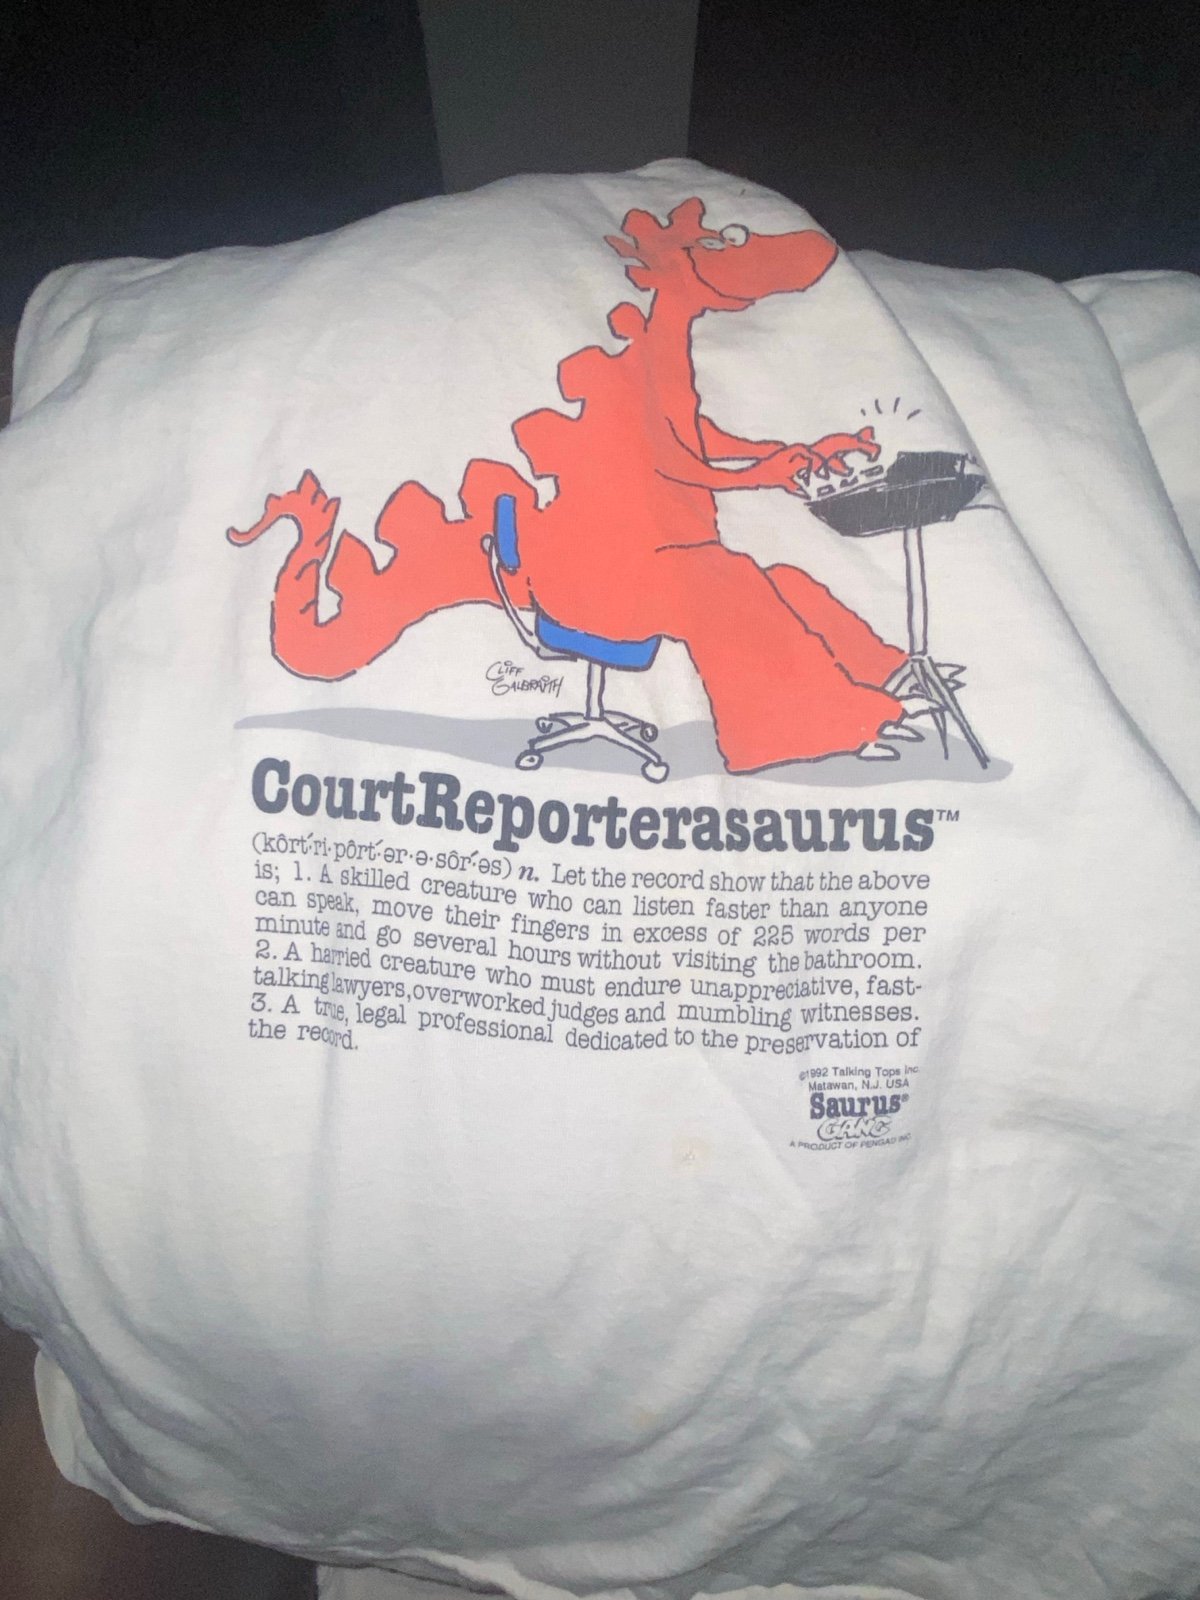 Cliff
Galbraith
CourtReporterasaurus™
(kôrt′·ri·pôrt′·ər·ə·sôr′·əs) n. Let the record show that the above
is; 1. A skilled creature who can listen faster than anyone
can speak, move their fingers in excess of 225 words per
minute and go several hours without visiting the bathroom.
2. A harried creature who must endure unappreciative, fast-
talking lawyers, overworked judges and mumbling witnesses.
3. A true, legal professional dedicated to the preservation of
the record.
©1992 Talking Tops Inc.
Matawan, N.J. USA
Saurus®
GANG
A PRODUCT OF PENGAD INC.